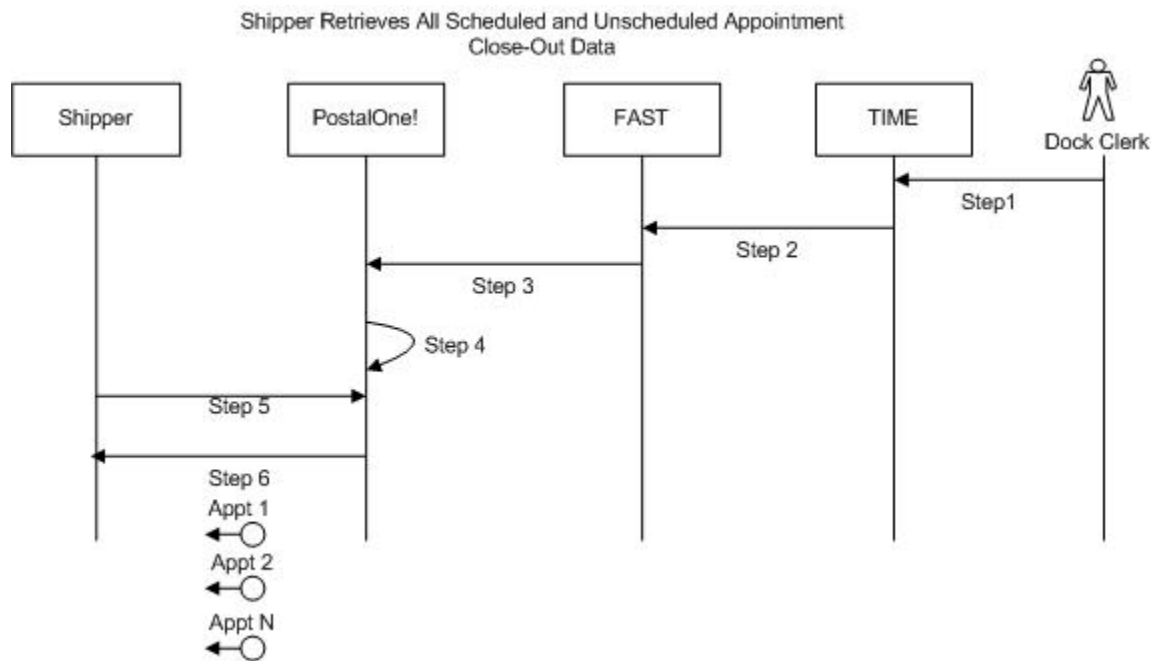 Shipper Retrieves All Scheduled and Unscheduled Appointment
Close-Out Data
Shipper
PostalOne!
FAST
TIME
Dock Clerk
Step1
Step 2
Step 3
Step 4
Step 5
Step 6
Appt 1
Appt 2
Appt N